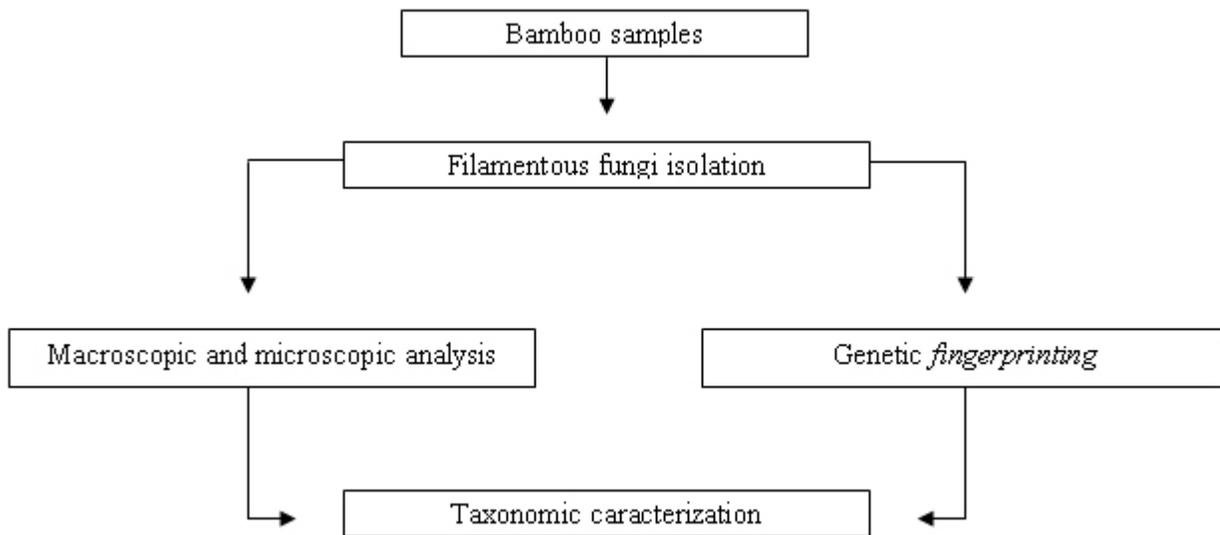 Bamboo samples
Filamentous fungi isolation
Macroscopic and microscopic analysis
Genetic fingerprinting
Taxonomic caracterization